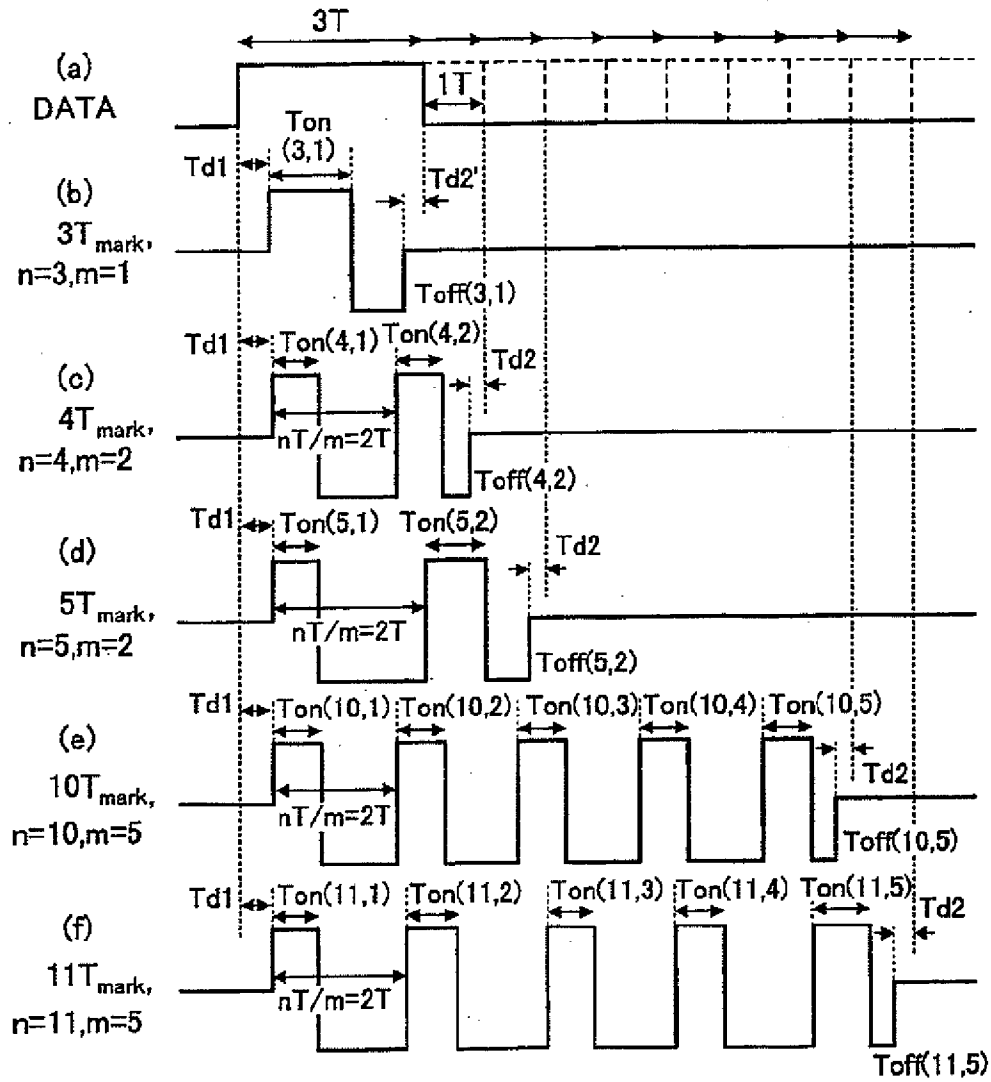 3T
(a)
DATA
1T
Ton
(3,1)
Td1
Td2'
(b)
3Tmark,
n=3,m=1
Toff(3,1)
Td1
Ton(4,1)
Ton(4,2)
Td2
(c)
4Tmark,
n=4,m=2
nT/m=2T
Toff(4,2)
Td1
Ton(5,1)
Ton(5,2)
Td2
(d)
5Tmark,
n=5,m=2
nT/m=2T
Toff(5,2)
Td1
Ton(10,1)
Ton(10,2)
Ton(10,3)
Ton(10,4)
Ton(10,5)
(e)
Td2
10Tmark,
n=10,m=5
nT/m=2T
Toff(10,5)
Td1
Ton(11,1)
Ton(11,2)
Ton(11,3)
Ton(11,4)
Ton(11,5)
Td2
(f)
11Tmark,
n=11,m=5
nT/m=2T
Toff(11,5)